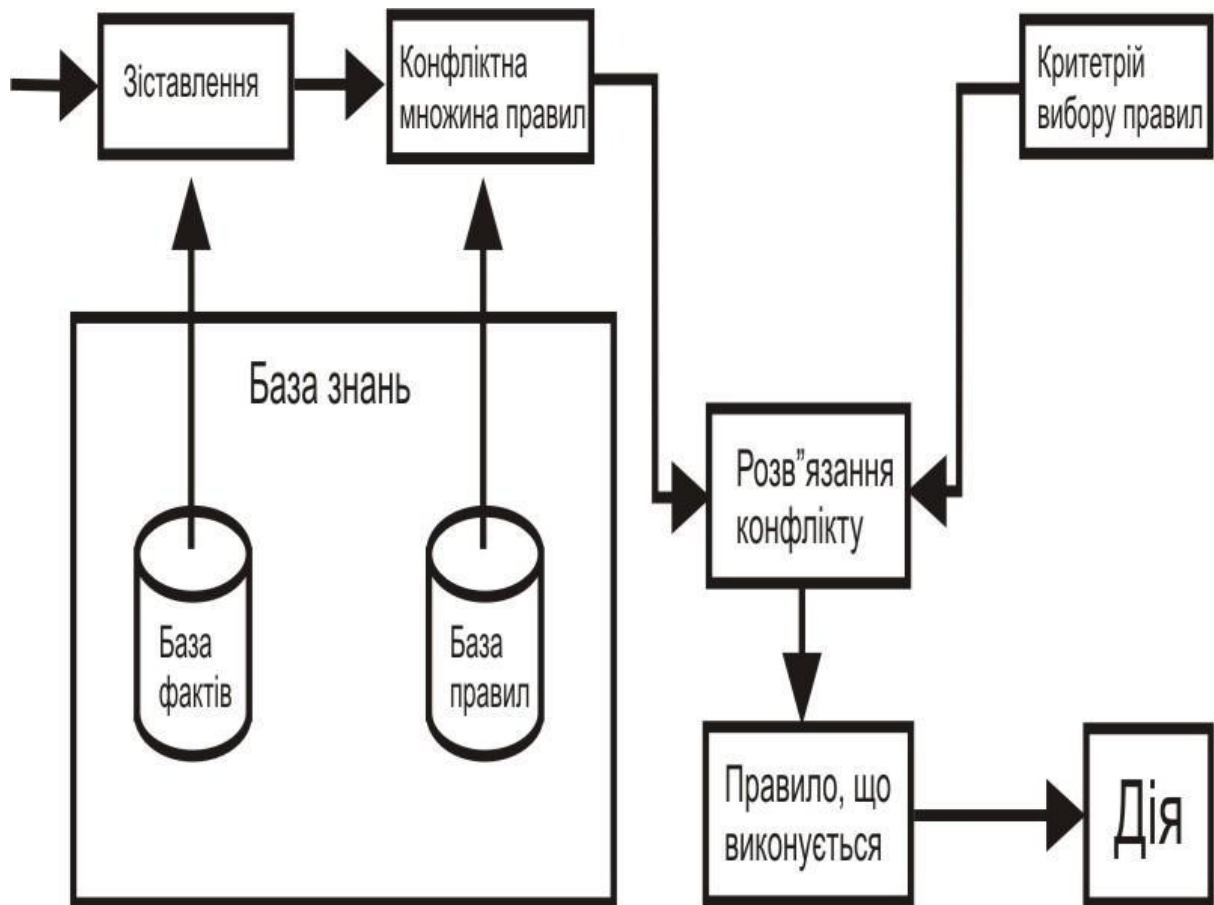 Зіставлення
Конфліктна
множина правил
Критетрій
вибору правил
База знань
База
фактів
База
правил
Розв”язання
конфлікту
Правило, що
виконується
Дія